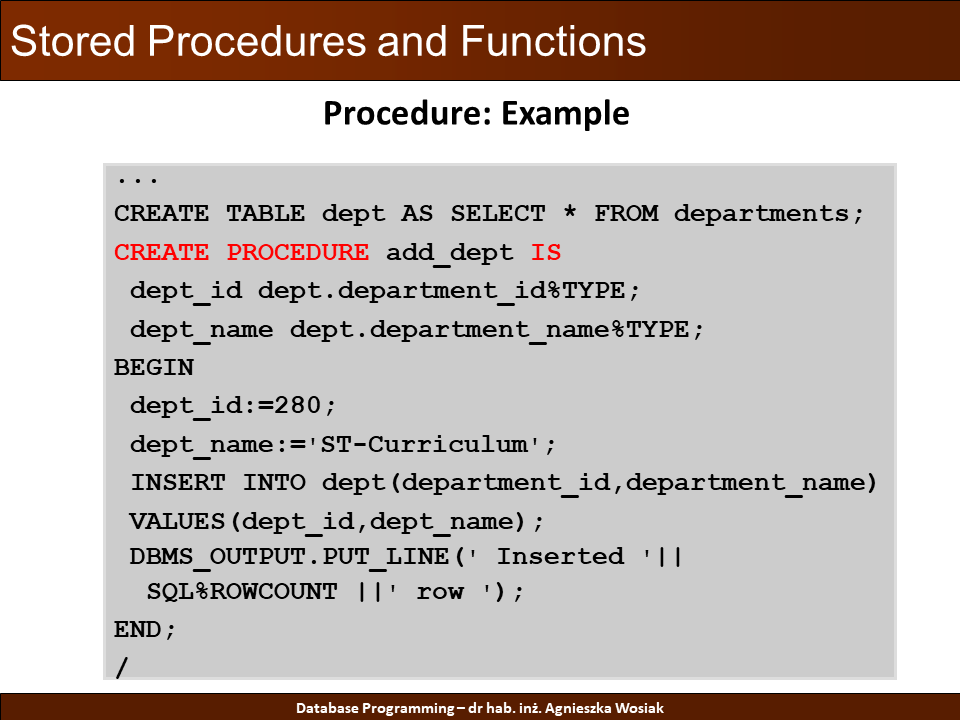 Stored Procedures and Functions
Procedure: Example
...
CREATE TABLE dept AS SELECT * FROM departments;
CREATE PROCEDURE add_dept IS
 dept_id dept.department_id%TYPE;
 dept_name dept.department_name%TYPE;
BEGIN
 dept_id:=280;
 dept_name:='ST-Curriculum';
 INSERT INTO dept(department_id,department_name)
 VALUES(dept_id,dept_name);
 DBMS_OUTPUT.PUT_LINE(' Inserted '||
  SQL%ROWCOUNT ||' row ');
END;
/
Database Programming – dr hab. inż. Agnieszka Wosiak